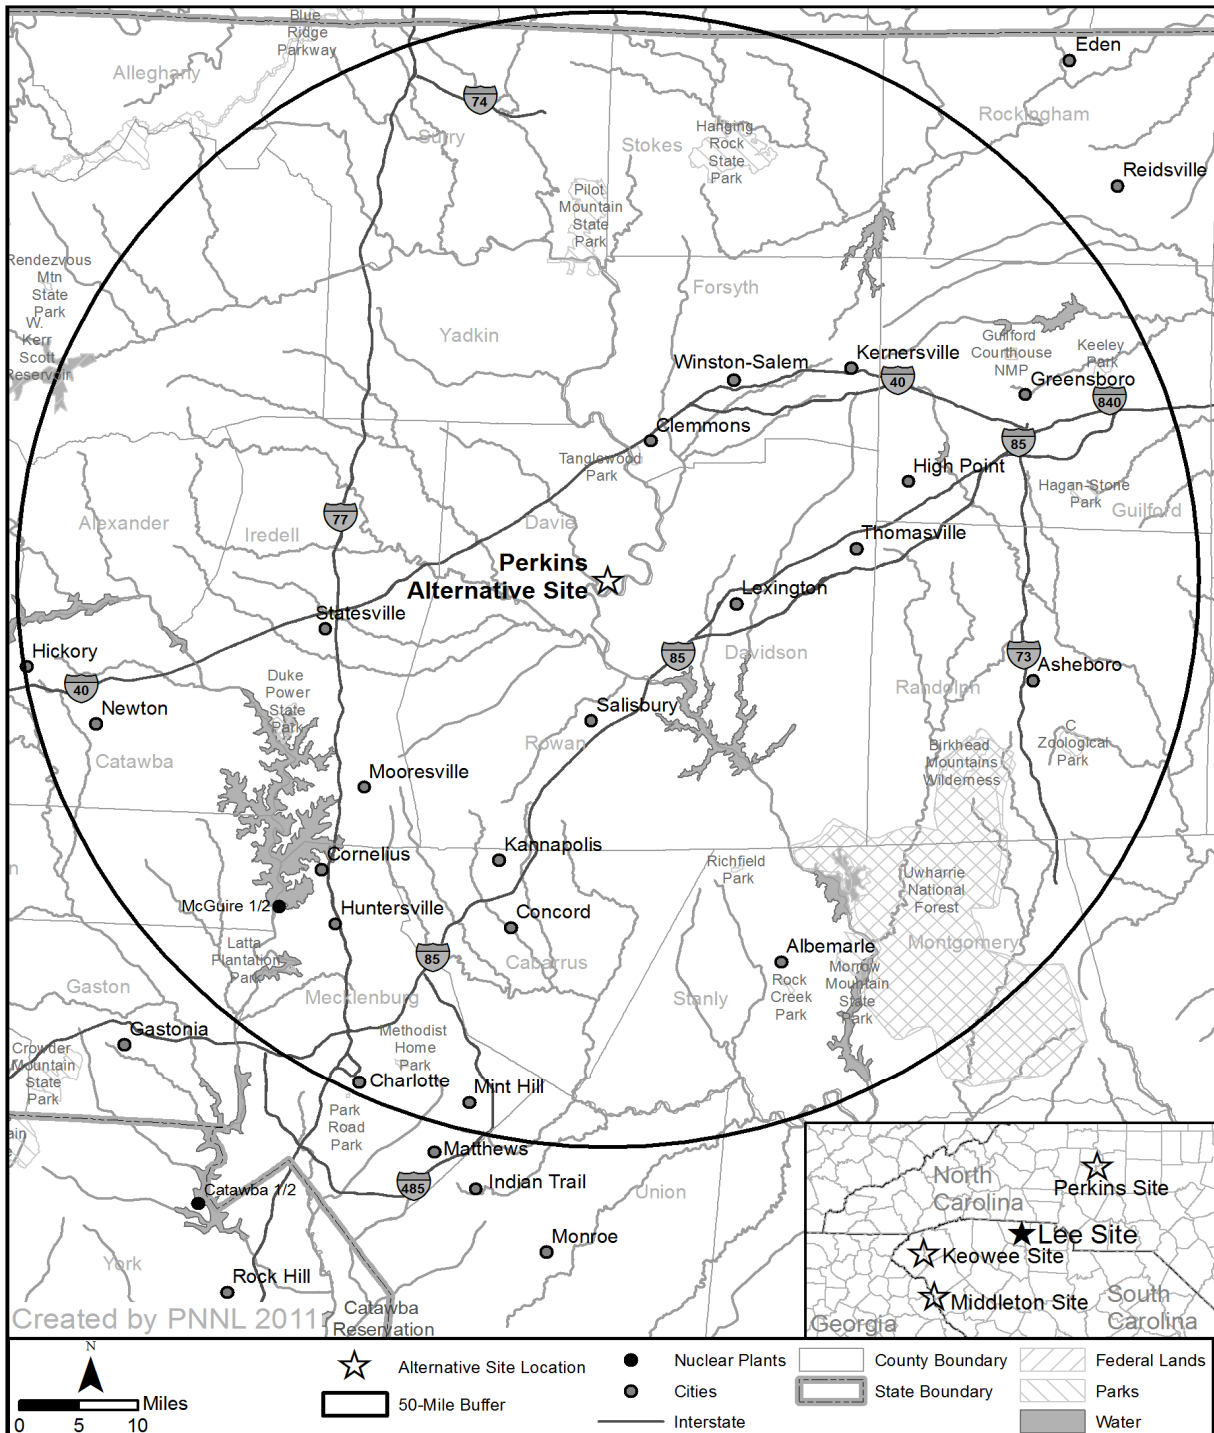 Blue
Ridge
Parkway
Eden
Alleghany
74
Rockingham
Surry
Stokes
Hanging
Rock
State
Park
Reidsville
Pilot
Mountain
State
Park
Rendezvous
Mtn
State
Park
W.
Kerr
Scott
Reservoir
Forsyth
Yadkin
Guilford
Courthouse
NMP
Keeley
Park
Winston-Salem
Kernersville
40
Greensboro
840
Clemmons
85
Tanglewood
Park
High Point
Hagan-Stone
Park
Guilford
77
Alexander
Iredell
Davie
Thomasville
Perkins
Alternative Site
Lexington
Statesville
Hickory
40
85
Davidson
73
Asheboro
Duke
Power
State
Park
Randolph
Newton
Salisbury
Rowan
C
Zoological
Park
Catawba
Birkhead
Mountains
Wilderness
Mooresville
Kannapolis
Cornelius
Richfield
Park
n
Uwharrie
National
Forest
McGuire 1/2
Huntersville
Concord
Latta
Plantation
Park
85
Cabarrus
Albemarle
Montgomery
Morrow
Mountain
State
Park
Rock
Creek
Park
Gaston
Mecklenburg
Stanly
Gastonia
Methodist
Home
Park
Crowder
Mountain
State
Park
Charlotte
Mint Hill
Park
Road
Park
ain
Matthews
485
Indian Trail
Union
Catawba 1/2
Monroe
York
Rock Hill
Catawba
Reservation
Created by PNNL 2011
North
Carolina
Perkins Site
Lee Site
Keowee Site
Middleton Site
South
Carolina
Georgia
N
Miles
0 5 10
Alternative Site Location
50-Mile Buffer
Nuclear Plants
Cities
Interstate
County Boundary
State Boundary
Federal Lands
Parks
Water